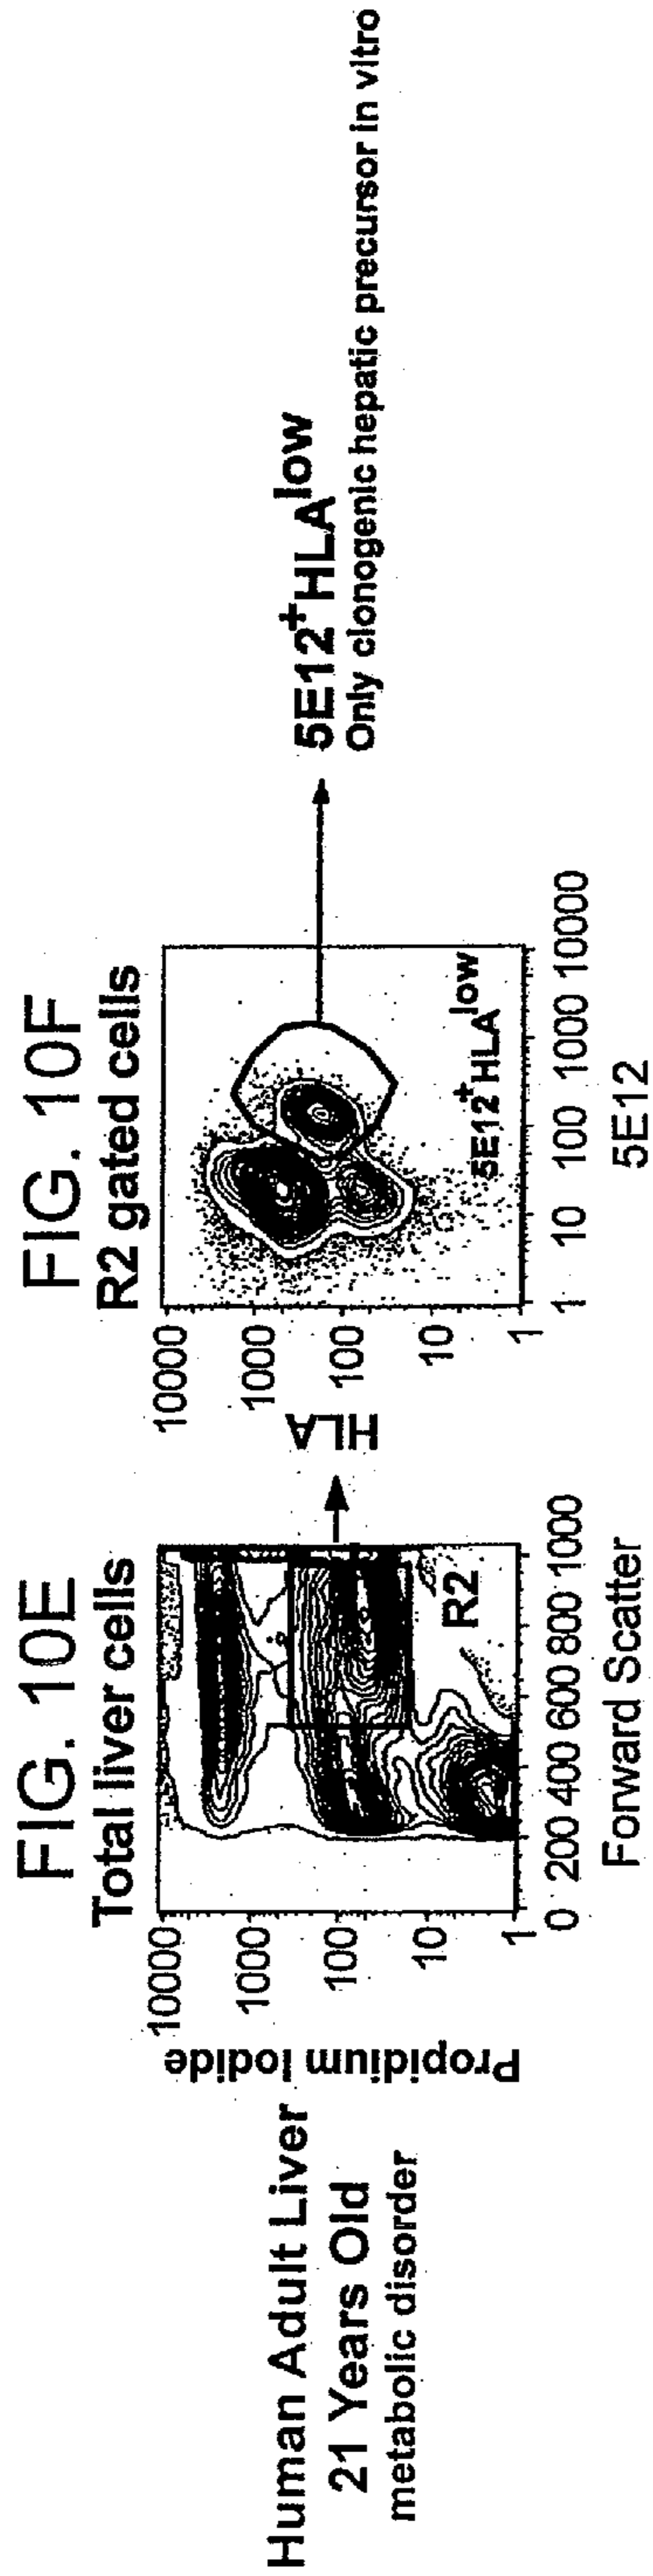 Human Adult Liver
21 Years Old
metabolic disorder
FIG. 10E
Total liver cells
Propidium iodide
10000
1000
100
10
1
R2
0 200 400 600 800 1000
Forward Scatter
FIG. 10F
R2 gated cells
HLA
10000
1000
100
10
1
5E12+HLAlow
1 10 100 1000 10000
5E12
5E12+HLAlow
Only clonogenic hepatic precursor in vitro